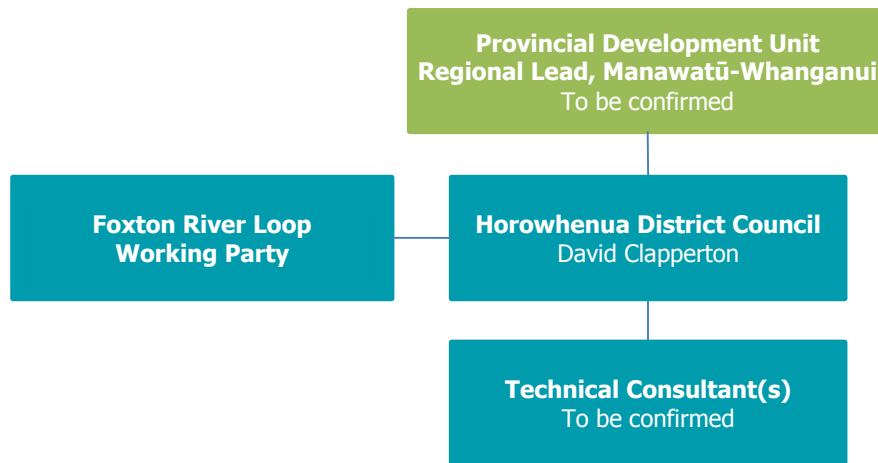 Provincial Development Unit
Regional Lead, Manawatū-Whanganui
To be confirmed
Foxton River Loop
Working Party
Horowhenua District Council
David Clapperton
Technical Consultant(s)
To be confirmed